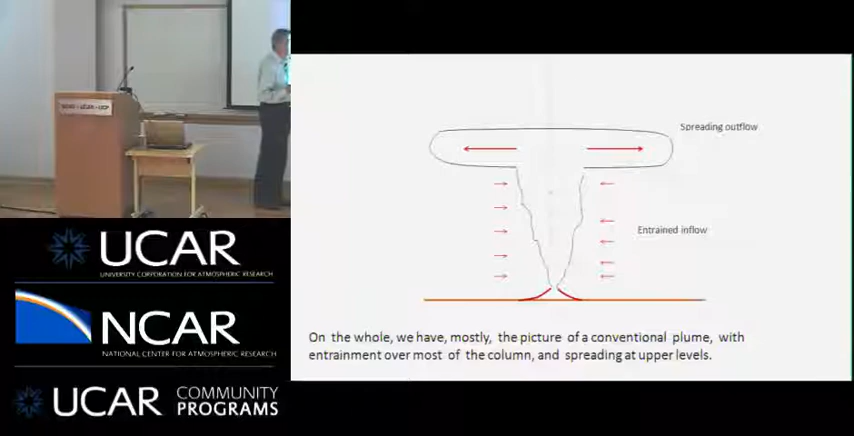 UCAR
UNIVERSITY CORPORATION FOR ATMOSPHERIC RESEARCH
NCAR
NATIONAL CENTER FOR ATMOSPHERIC RESEARCH
UCAR COMMUNITY
PROGRAMS
Spreading outflow
Entrained inflow
On the whole, we have, mostly, the picture of a conventional plume, with
entrainment over most of the column, and spreading at upper levels.